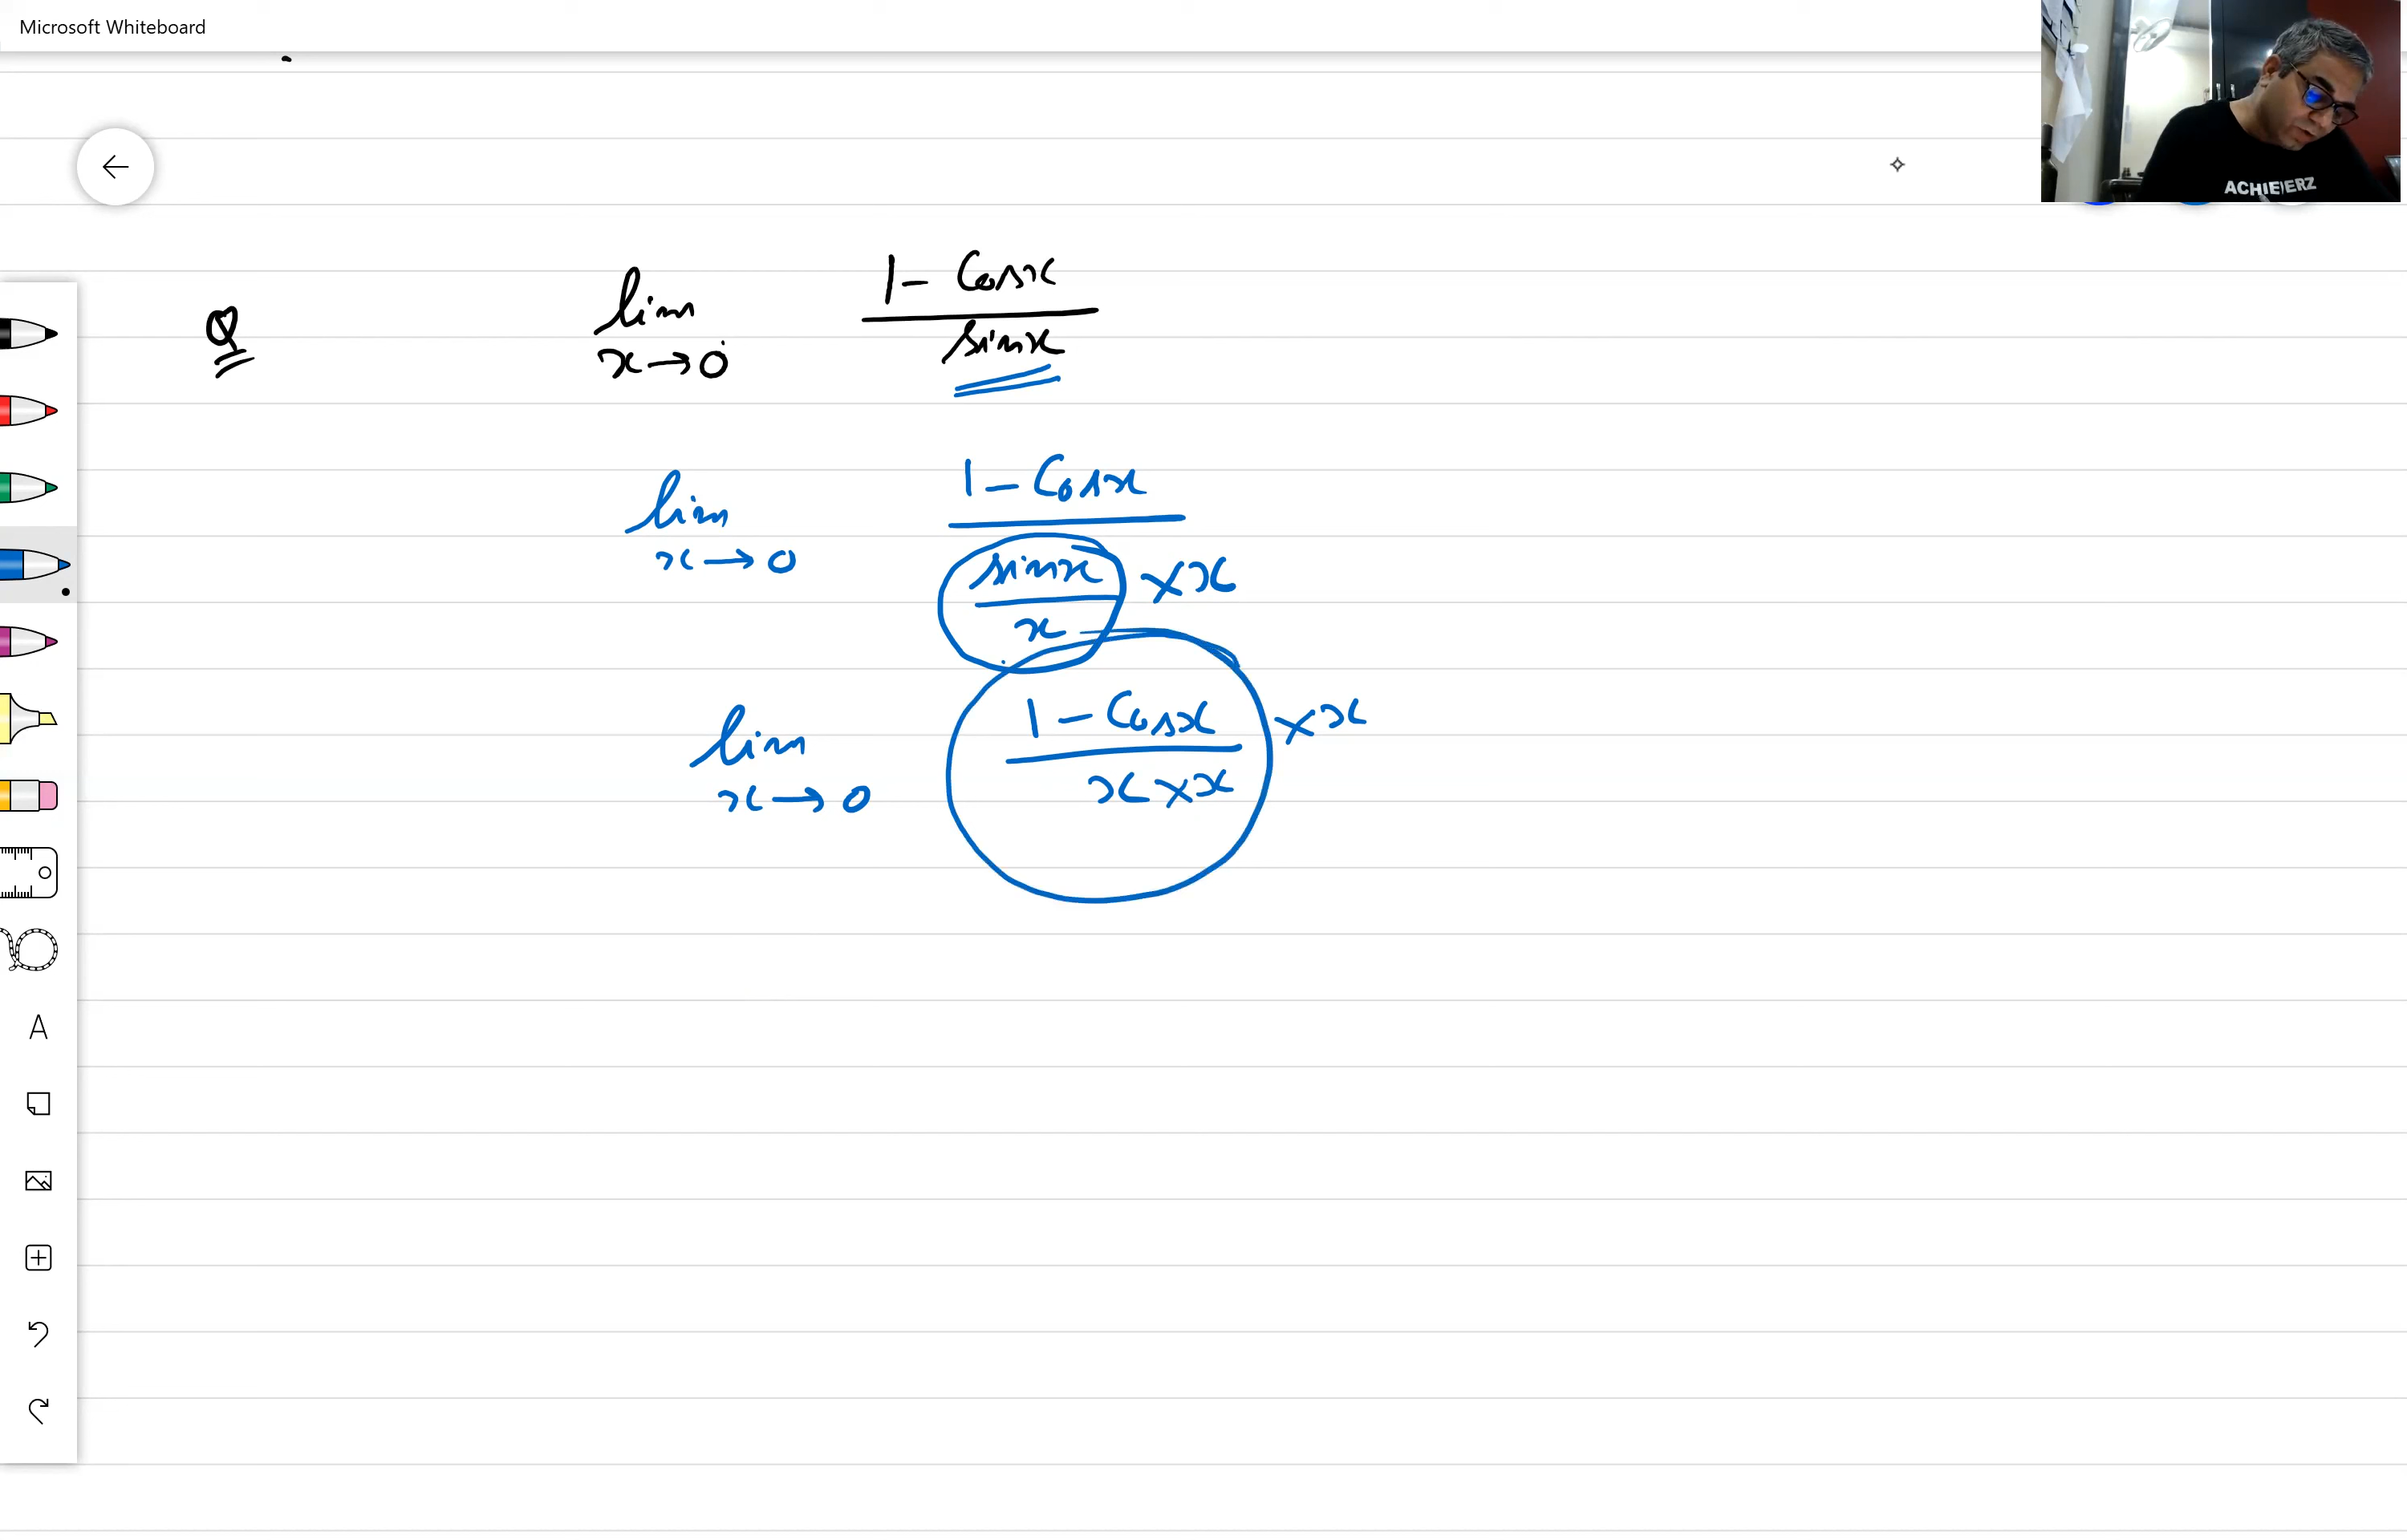 Microsoft Whiteboard
ACHIEVERZ
Q lim x→0 (1 - Cosx)/(sinx)
lim x→0 (1 - Cosx)/((sinx/x) × x)
lim x→0 (1 - Cosx)/(x × x) × x
A